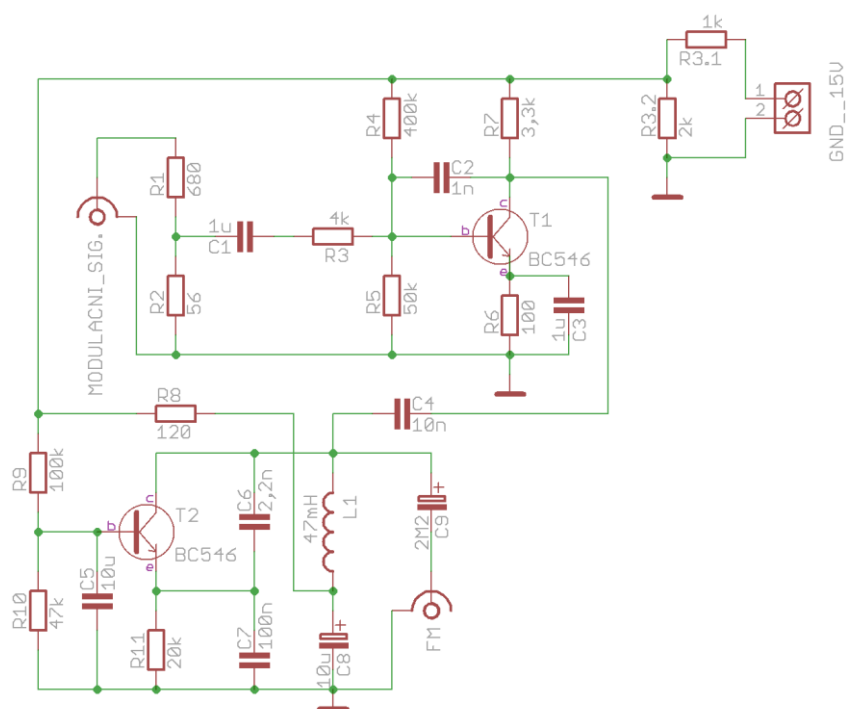 1k
R3.1
1
2
GND__15V
R3.2
2k
R4
400k
R7
3,3k
C2
1n
R1
680
1u
C1
4k
R3
c
b
e
T1
BC546
MODULACNI_SIG.
R2
56
R5
50k
R6
100
1u
C3
R8
120
C4
10n
R9
100k
c
b
e
T2
BC546
C6
2,2n
47mH
L1
+
2M2
C9
C5
10u
R10
47k
R11
20k
C7
100n
+
10u
C8
FM